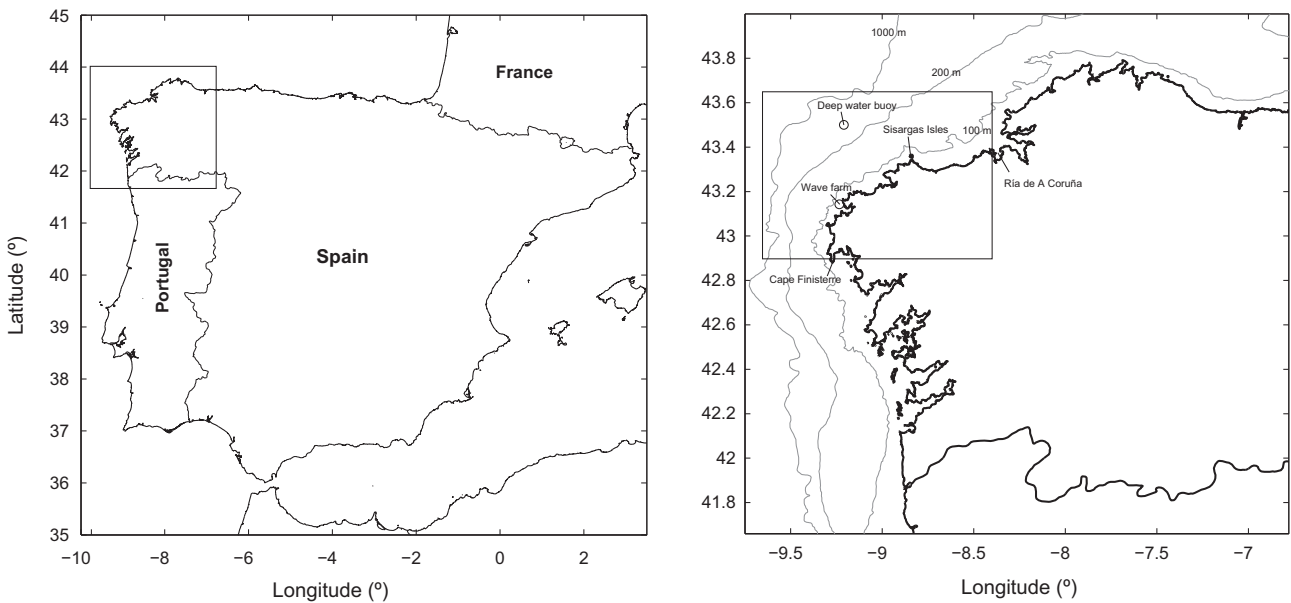 45
44
43
42
41
40
39
38
37
36
35
−10
−8
−6
−4
−2
0
2
Latitude (º)
Longitude (º)
France
Spain
Portugal
43.8
43.6
43.4
43.2
43
42.8
42.6
42.4
42.2
42
41.8
−9.5
−9
−8.5
−8
−7.5
−7
Longitude (º)
1000 m
200 m
Deep water buoy
Sisargas Isles
100 m
Ría de A Coruña
Wave farm
Cape Finisterre